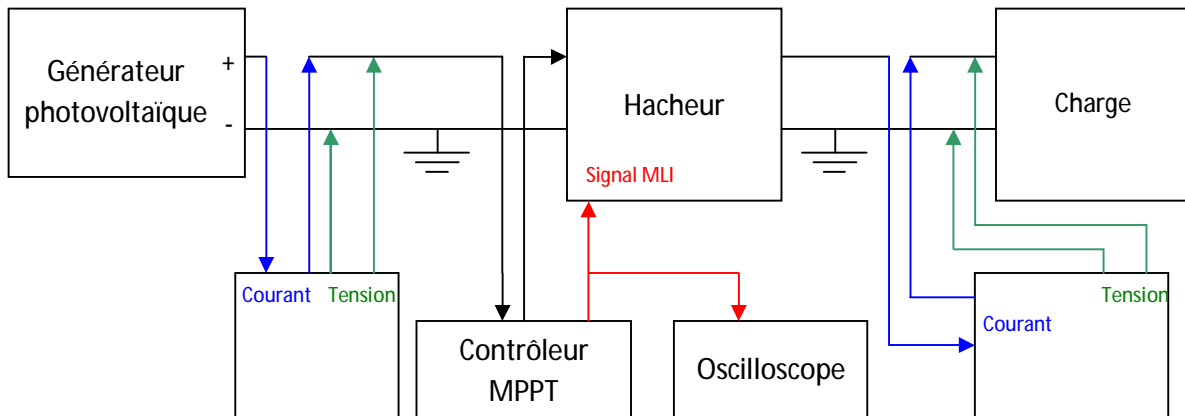 Générateur
photovoltaïque
+
-
Hacheur
Signal MLI
Charge
Courant
Tension
Contrôleur
MPPT
Oscilloscope
Tension
Courant